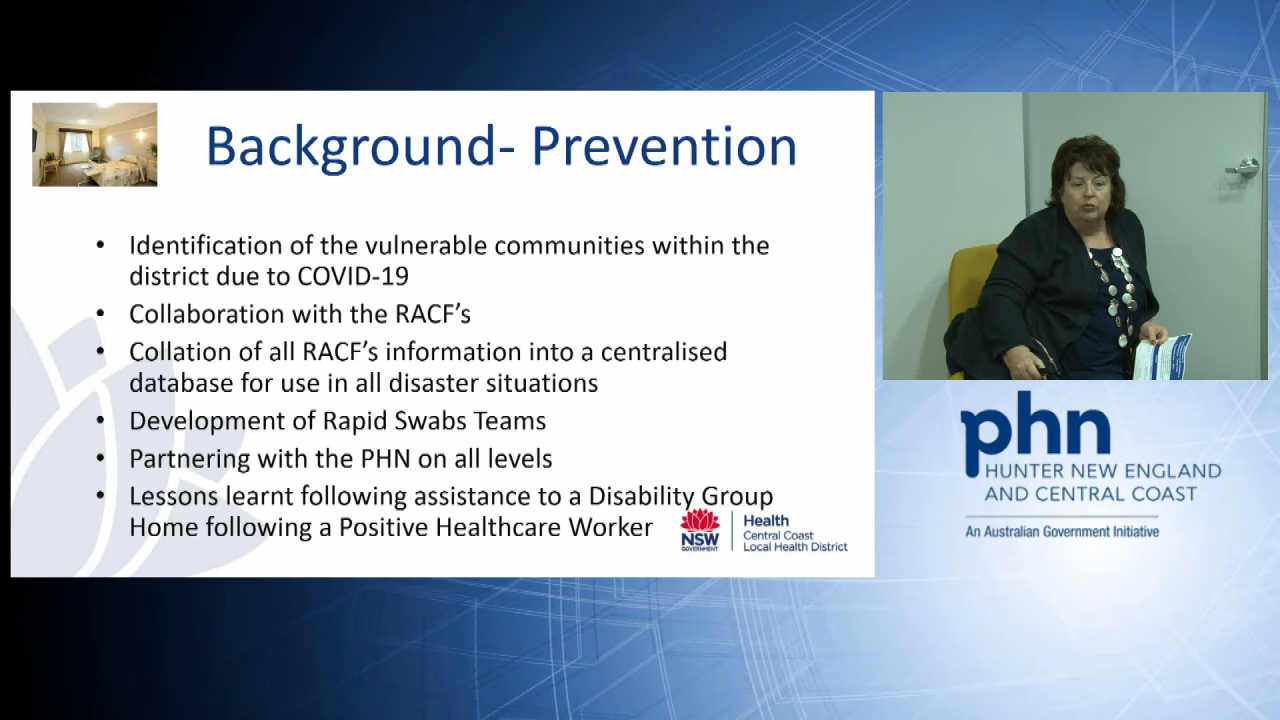 Background- Prevention
• Identification of the vulnerable communities within the
district due to COVID-19
• Collaboration with the RACF's
• Collation of all RACF's information into a centralised
database for use in all disaster situations
• Development of Rapid Swabs Teams
• Partnering with the PHN on all levels
• Lessons learnt following assistance to a Disability Group
Home following a Positive Healthcare Worker
NSW
GOVERNMENT
Health
Central Coast
Local Health District
phn
HUNTER NEW ENGLAND
AND CENTRAL COAST
An Australian Government Initiative